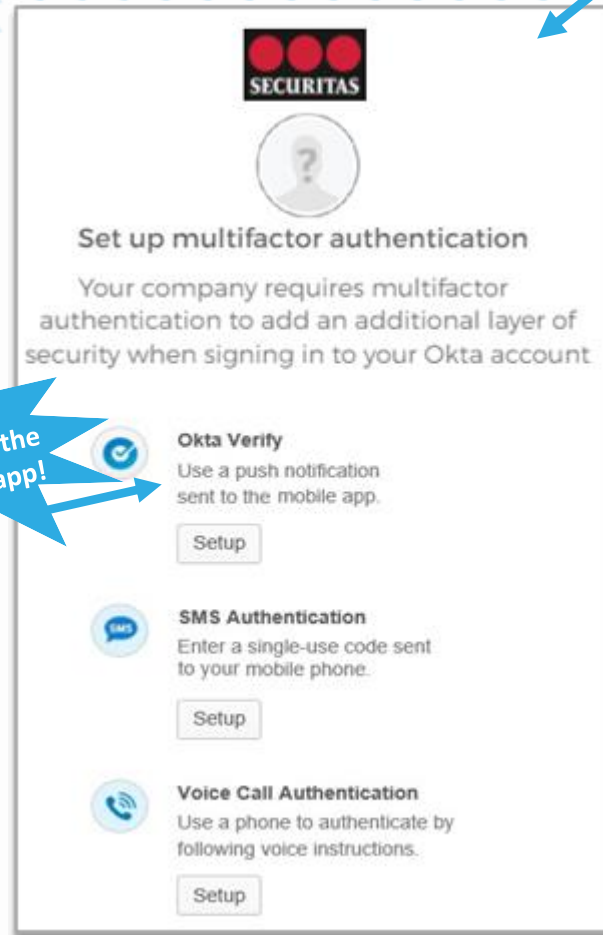 SECURITAS
?
Set up multifactor authentication
Your company requires multifactor
authentication to add an additional layer of
security when signing in to your Okta account
the
app!
Okta Verify
Use a push notification
sent to the mobile app.
Setup
SMS
SMS Authentication
Enter a single-use code sent
to your mobile phone.
Setup
Voice Call Authentication
Use a phone to authenticate by
following voice instructions.
Setup